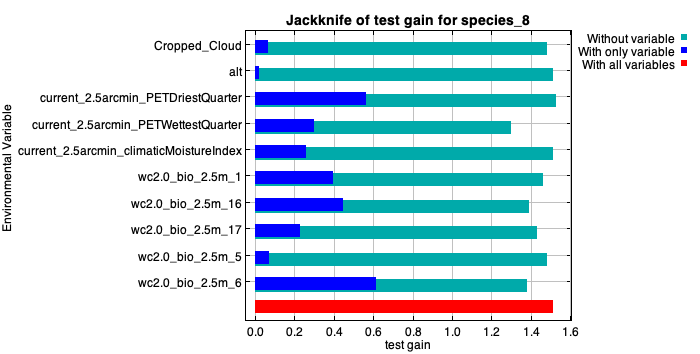 Jackknife of test gain for species_8
Without variable
With only variable
With all variables
Environmental Variable
Cropped_Cloud
alt
current_2.5arcmin_PETDriestQuarter
current_2.5arcmin_PETWettestQuarter
current_2.5arcmin_climaticMoistureIndex
wc2.0_bio_2.5m_1
wc2.0_bio_2.5m_16
wc2.0_bio_2.5m_17
wc2.0_bio_2.5m_5
wc2.0_bio_2.5m_6
0.0 0.2 0.4 0.6 0.8 1.0 1.2 1.4 1.6
test gain